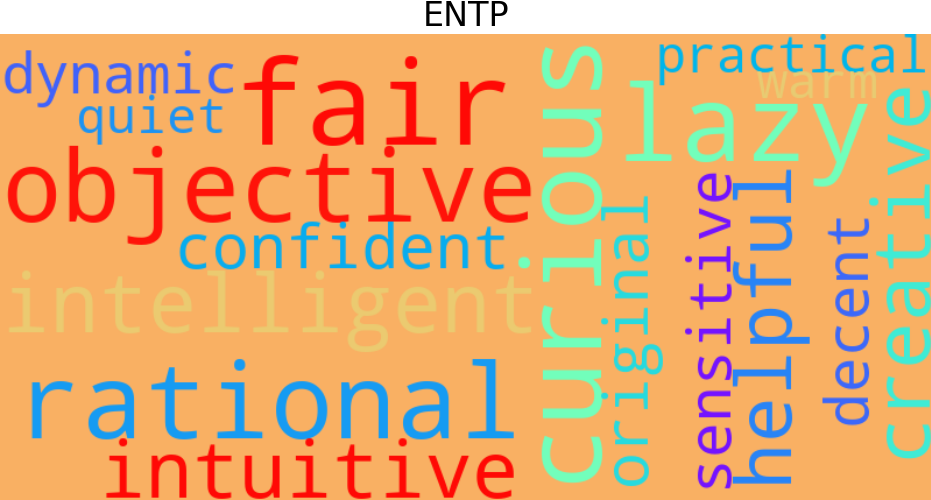 ENTP
dynamic
fair
quiet
objective
confident
intelligent
rational
intuitive
curious
practical
warm
lazy
original
sensitive
helpful
decent
creative